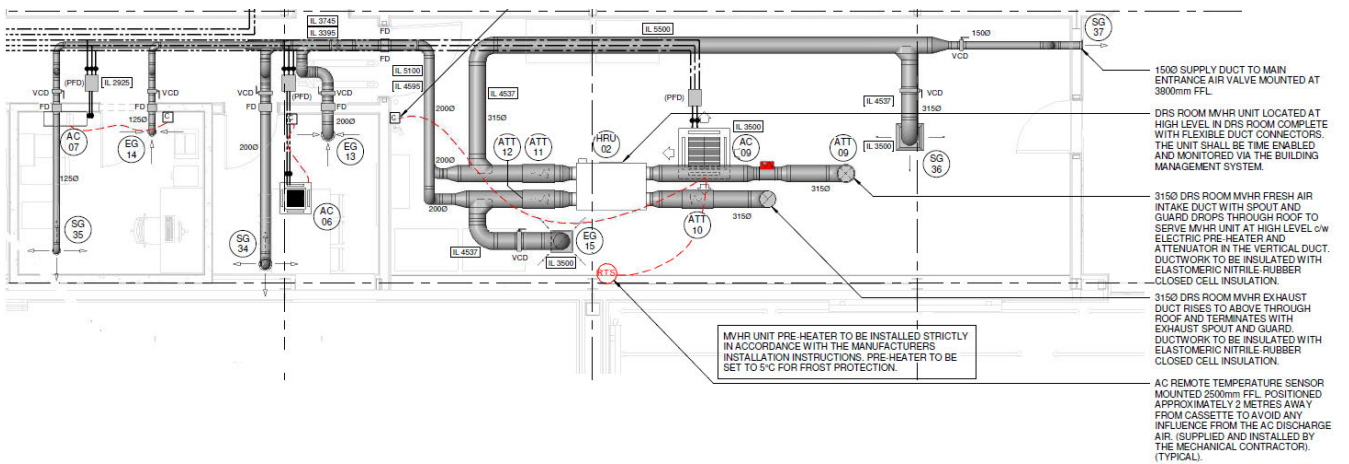 IL 3745
IL 3395
FD
FD
IL 5500
150Ø
SG
37
VCD
(PFD)
IL 2925
VCD
FD
VCD
FD
125Ø
C
AC
07
EG
14
125Ø
SG
35
200Ø
VCD
FD
(PFD)
VCD
FD
200Ø
C
EG
13
AC
06
SG
34
IL 5100
IL 4595
200Ø
C
IL 4537
315Ø
200Ø
200Ø
ATT
12
ATT
11
HRU
02
(PFD)
IL 3500
AC
09
ATT
09
315Ø
IL 4537
315Ø
IL 3500
SG
36
ATT
10
315Ø
IL 4537
VCD
EG
15
IL 3500
RTS
MVHR UNIT PRE-HEATER TO BE INSTALLED STRICTLY
IN ACCORDANCE WITH THE MANUFACTURERS
INSTALLATION INSTRUCTIONS. PRE-HEATER TO BE
SET TO 5°C FOR FROST PROTECTION.
150Ø SUPPLY DUCT TO MAIN
ENTRANCE AIR VALVE MOUNTED AT
3800mm FFL.
DRS ROOM MVHR UNIT LOCATED AT
HIGH LEVEL IN DRS ROOM COMPLETE
WITH FLEXIBLE DUCT CONNECTORS.
THE UNIT SHALL BE TIME ENABLED
AND MONITORED VIA THE BUILDING
MANAGEMENT SYSTEM.
315Ø DRS ROOM MVHR FRESH AIR
INTAKE DUCT WITH SPOUT AND
GUARD DROPS THROUGH ROOF TO
SERVE MVHR UNIT AT HIGH LEVEL c/w
ELECTRIC PRE-HEATER AND
ATTENUATOR IN THE VERTICAL DUCT.
DUCTWORK TO BE INSULATED WITH
ELASTOMERIC NITRILE-RUBBER
CLOSED CELL INSULATION.
315Ø DRS ROOM MVHR EXHAUST
DUCT RISES TO ABOVE THROUGH
ROOF AND TERMINATES WITH
EXHAUST SPOUT AND GUARD.
DUCTWORK TO BE INSULATED WITH
ELASTOMERIC NITRILE-RUBBER
CLOSED CELL INSULATION.
AC REMOTE TEMPERATURE SENSOR
MOUNTED 2500mm FFL. POSITIONED
APPROXIMATELY 2 METRES AWAY
FROM CASSETTE TO AVOID ANY
INFLUENCE FROM THE AC DISCHARGE
AIR. (SUPPLIED AND INSTALLED BY
THE MECHANICAL CONTRACTOR).
(TYPICAL).